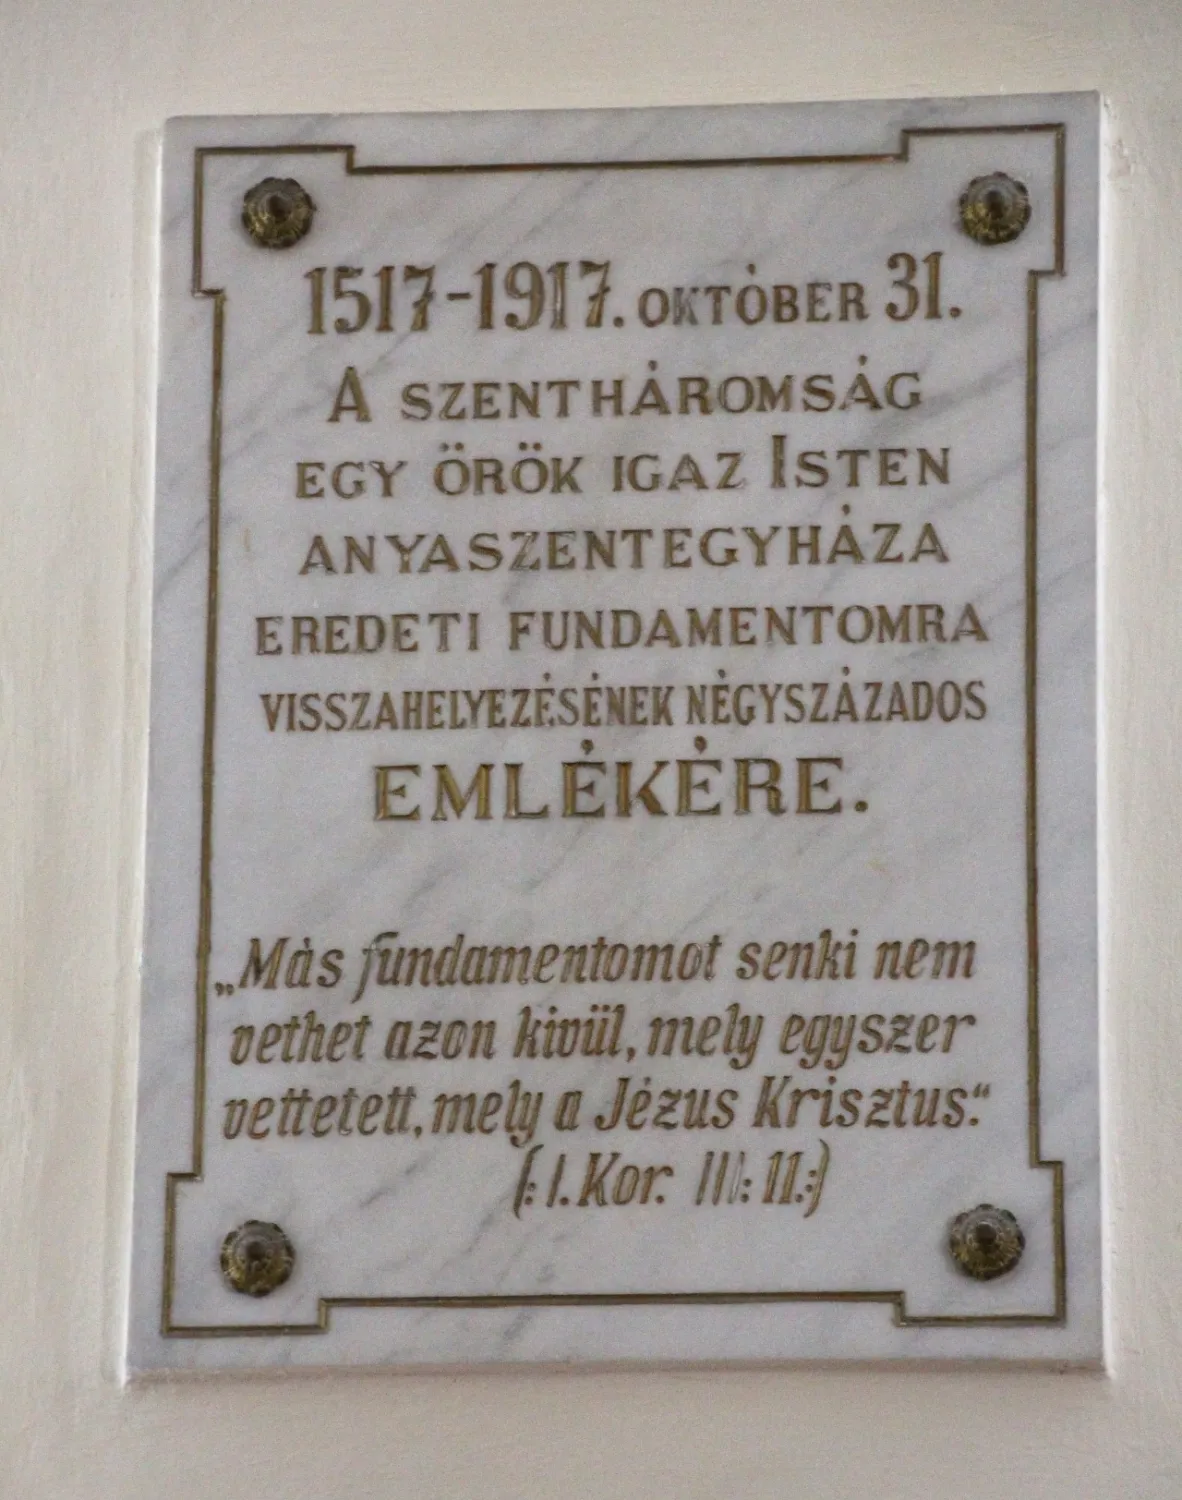 1517-1917. OKTÓBER 31.
A SZENTHÁROMSÁG
EGY ÖRÖK IGAZ ISTEN
ANYASZENTEGYHÁZA
EREDETI FUNDAMENTOMRA
VISSZAHELYEZÉSÉNEK NÉGYSZÁZADOS
EMLÉKÉRE.
„Más fundamentomot senki nem
vethet azon kivül, mely egyszer
vettetett, mely a Jézus Krisztus.“
(: I. Kor. III: 11.:)